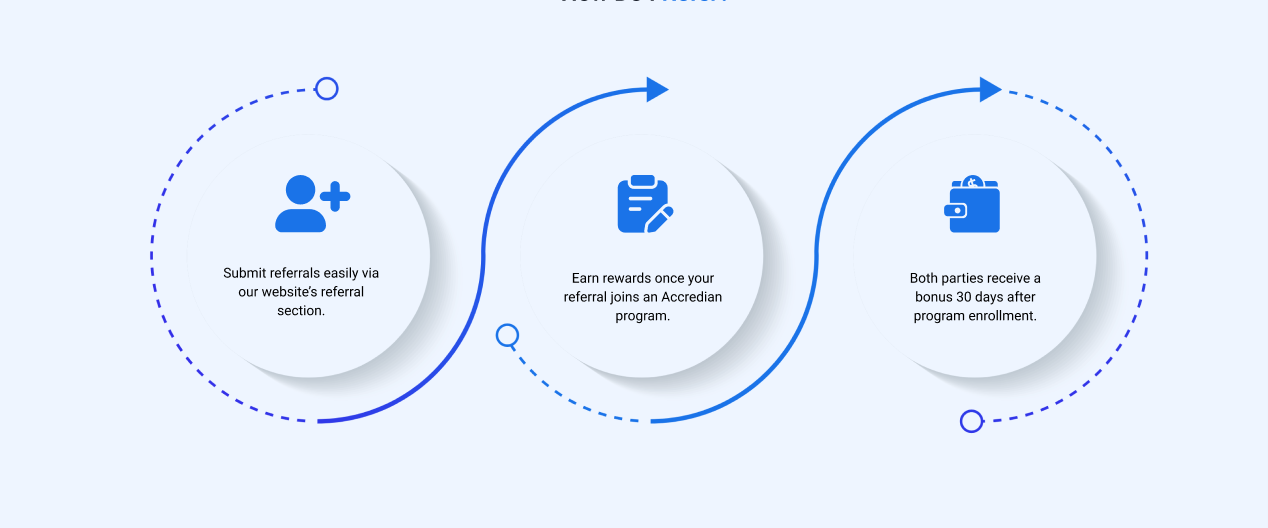 Submit referrals easily via
our website’s referral
section.
Earn rewards once your
referral joins an Accredian
program.
Both parties receive a
bonus 30 days after
program enrollment.